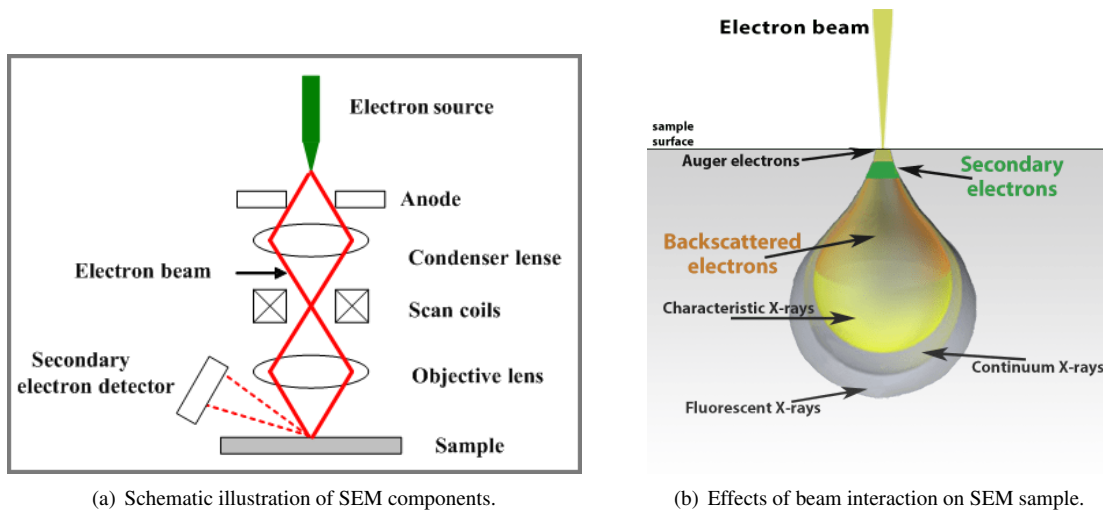 Electron source
Anode
Condenser lense
Electron beam
Scan coils
Secondary
electron detector
Objective lens
Sample
(a) Schematic illustration of SEM components.
Electron beam
sample
surface
Auger electrons
Secondary
electrons
Backscattered
electrons
Characteristic X-rays
Continuum X-rays
Fluorescent X-rays
(b) Effects of beam interaction on SEM sample.